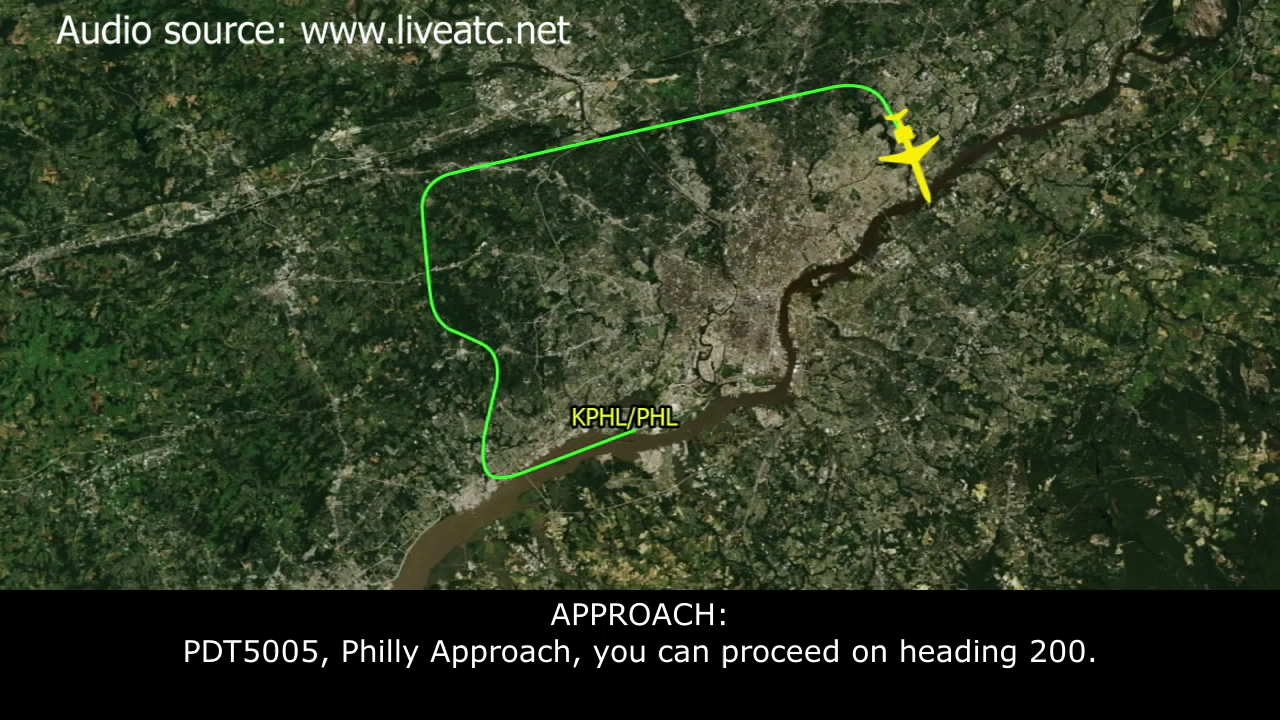 Audio source: www.liveatc.net
KPHL/PHL
APPROACH:
PDT5005, Philly Approach, you can proceed on heading 200.